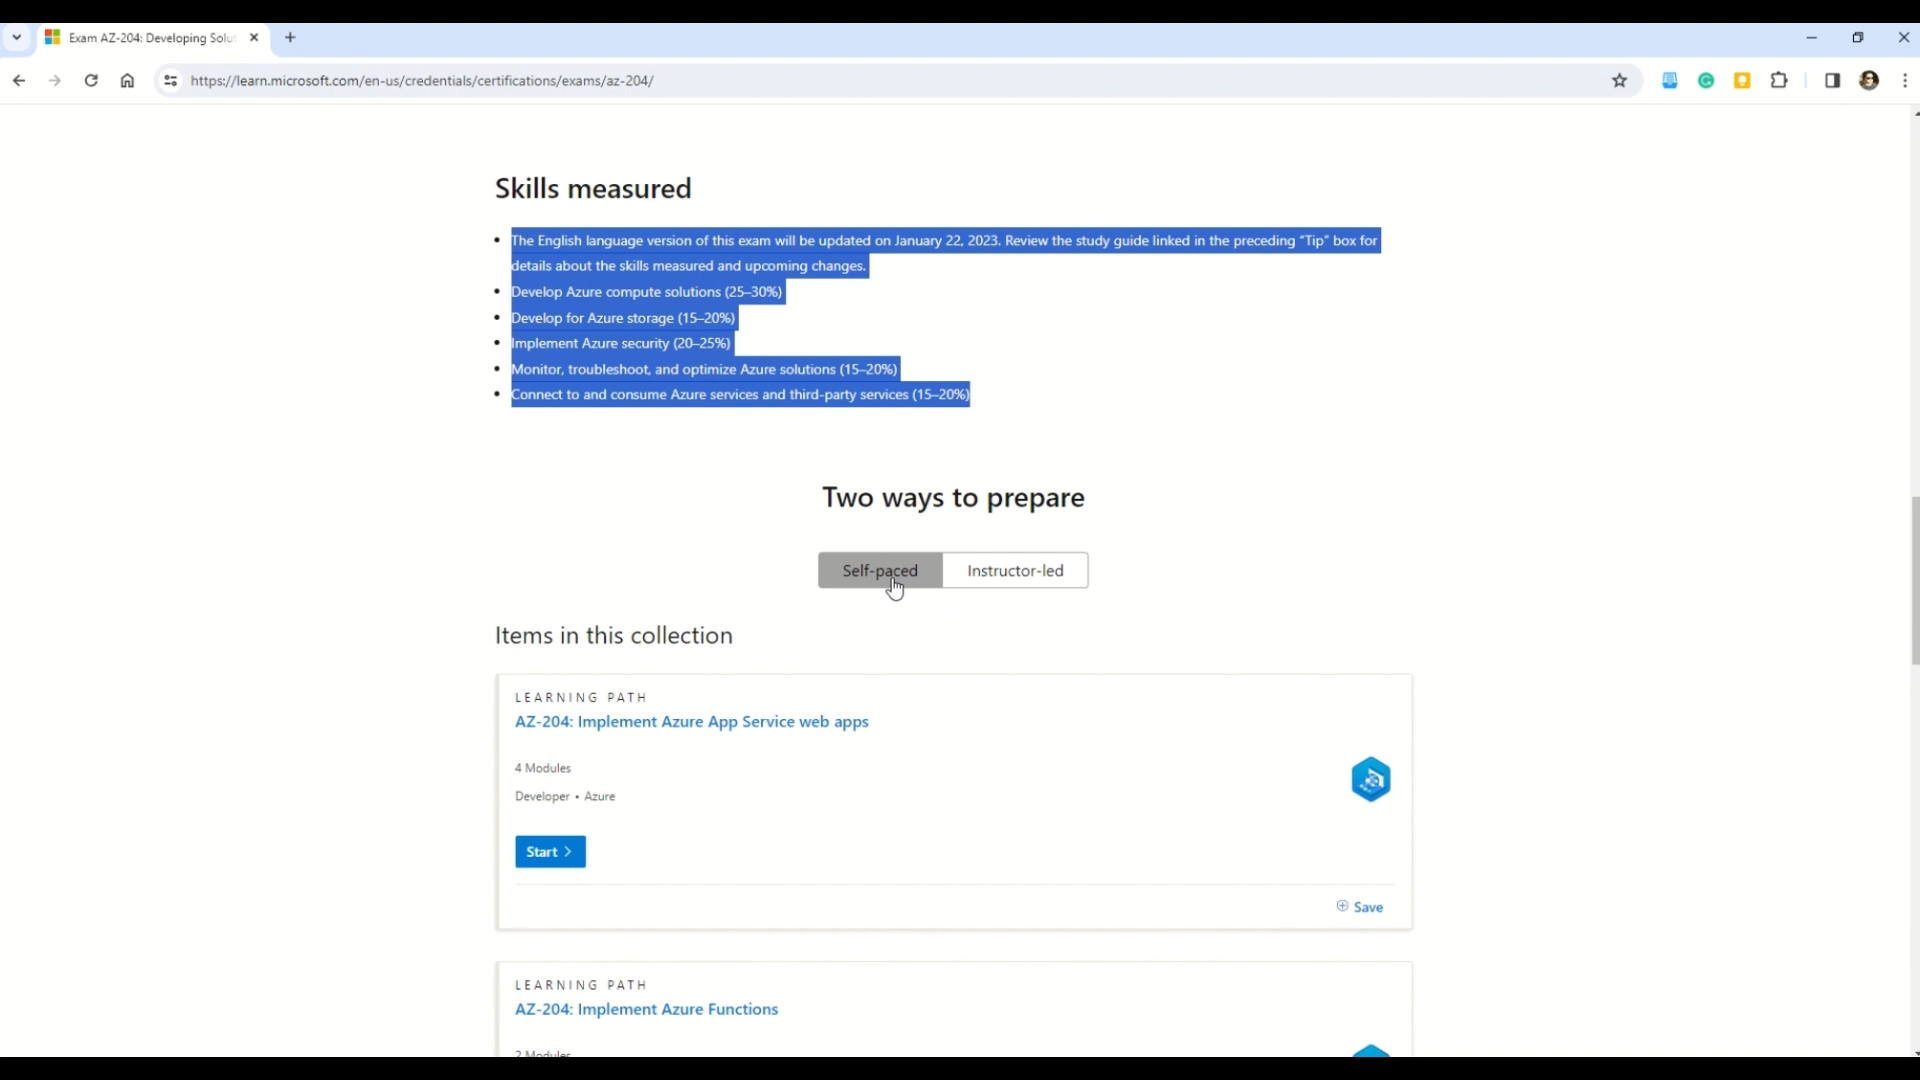 Exam AZ-204: Developing Solut
https://learn.microsoft.com/en-us/credentials/certifications/exams/az-204/
Skills measured
• The English language version of this exam will be updated on January 22, 2023. Review the study guide linked in the preceding “Tip” box for
details about the skills measured and upcoming changes.
• Develop Azure compute solutions (25–30%)
• Develop for Azure storage (15–20%)
• Implement Azure security (20–25%)
• Monitor, troubleshoot, and optimize Azure solutions (15–20%)
• Connect to and consume Azure services and third-party services (15–20%)
Two ways to prepare
Self-paced Instructor-led
Items in this collection
LEARNING PATH
AZ-204: Implement Azure App Service web apps
4 Modules
Developer • Azure
Start >
Save
LEARNING PATH
AZ-204: Implement Azure Functions
2 Modules